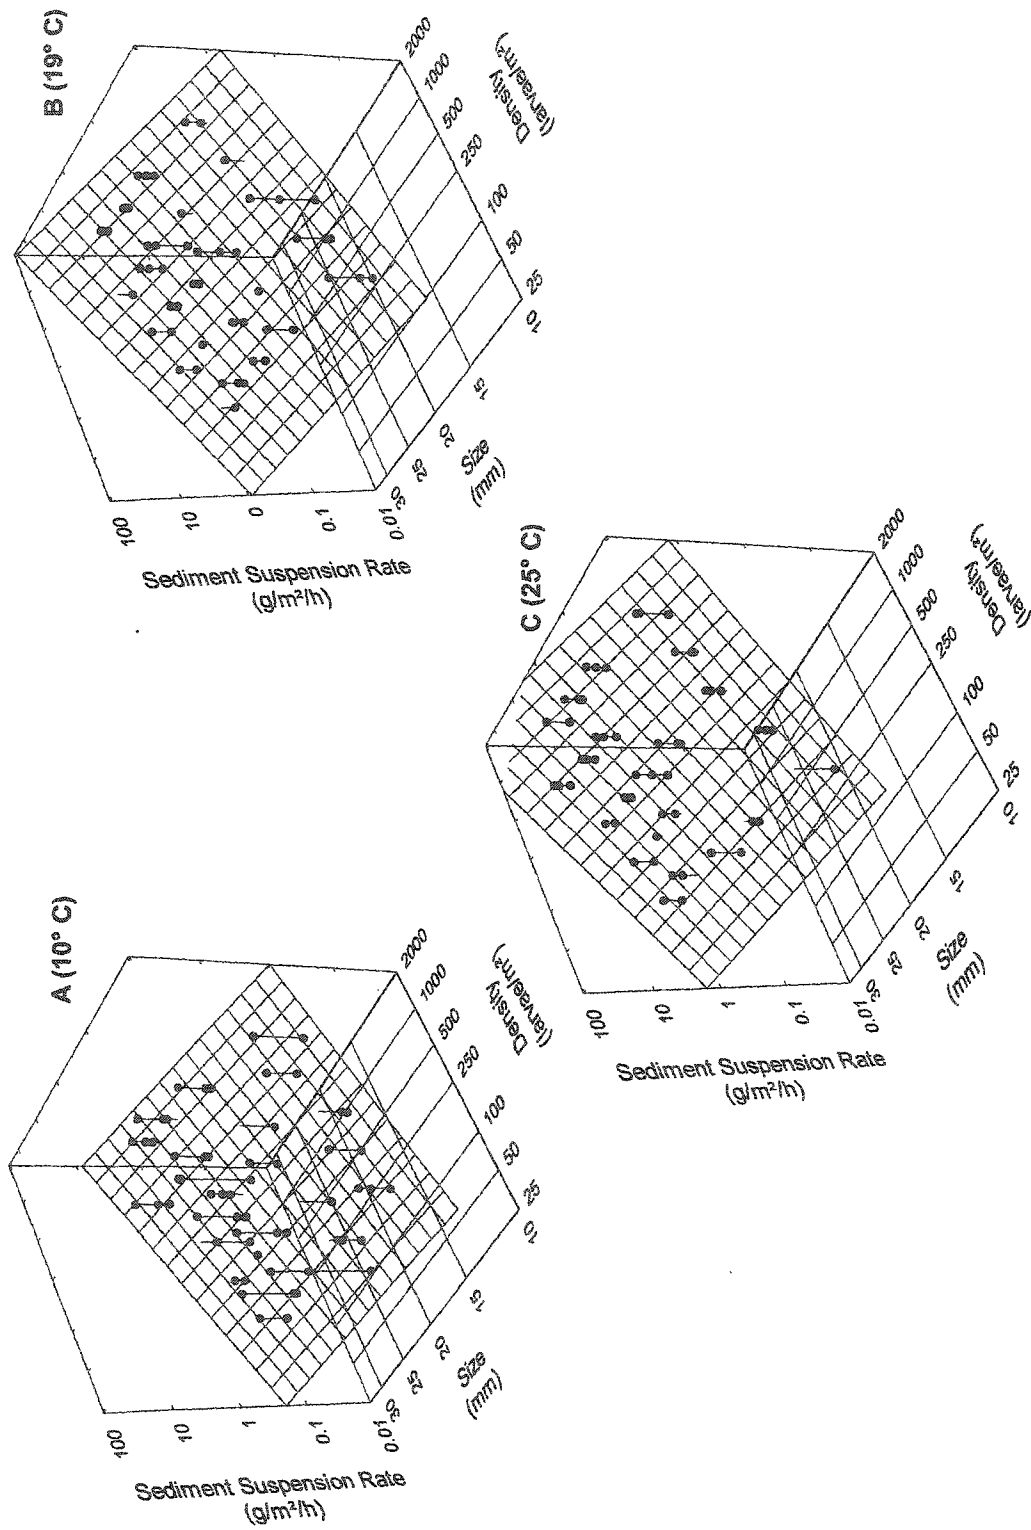 A (10° C)
100
10
1
0.1
0.01
Sediment Suspension Rate
(g/m²/h)
30
25
20
15
10
Size
(mm)
25
50
100
250
500
1000
2000
Density
(larvae/m²)
B (19° C)
100
10
0
0.1
0.01
Sediment Suspension Rate
(g/m²/h)
30
25
20
15
10
Size
(mm)
25
50
100
250
500
1000
2000
Density
(larvae/m²)
C (25° C)
100
10
1
0.1
0.01
Sediment Suspension Rate
(g/m²/h)
30
25
20
15
10
Size
(mm)
25
50
100
250
500
1000
2000
Density
(larvae/m²)